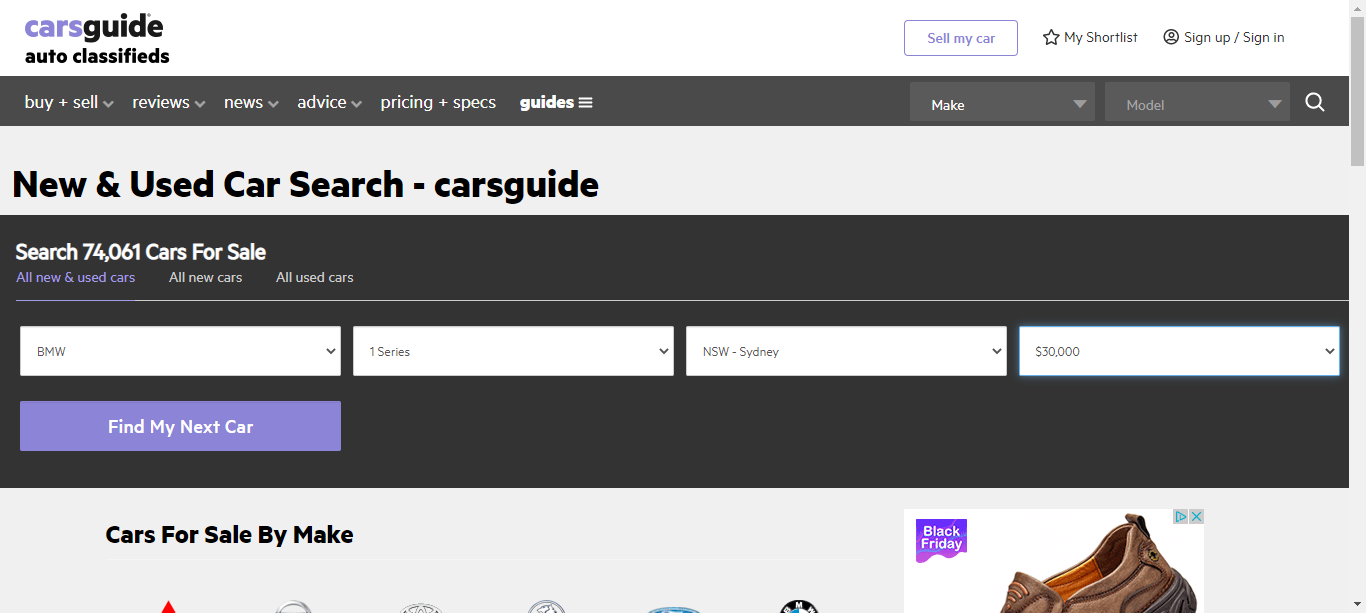 carsguide
auto classifieds
Sell my car
My Shortlist
Sign up / Sign in
buy + sell
reviews
news
advice
pricing + specs
guides
Make
Model
New & Used Car Search - carsguide
Search 74,061 Cars For Sale
All new & used cars
All new cars
All used cars
BMW
1 Series
NSW - Sydney
$30,000
Find My Next Car
Cars For Sale By Make
Black
Friday
BMW